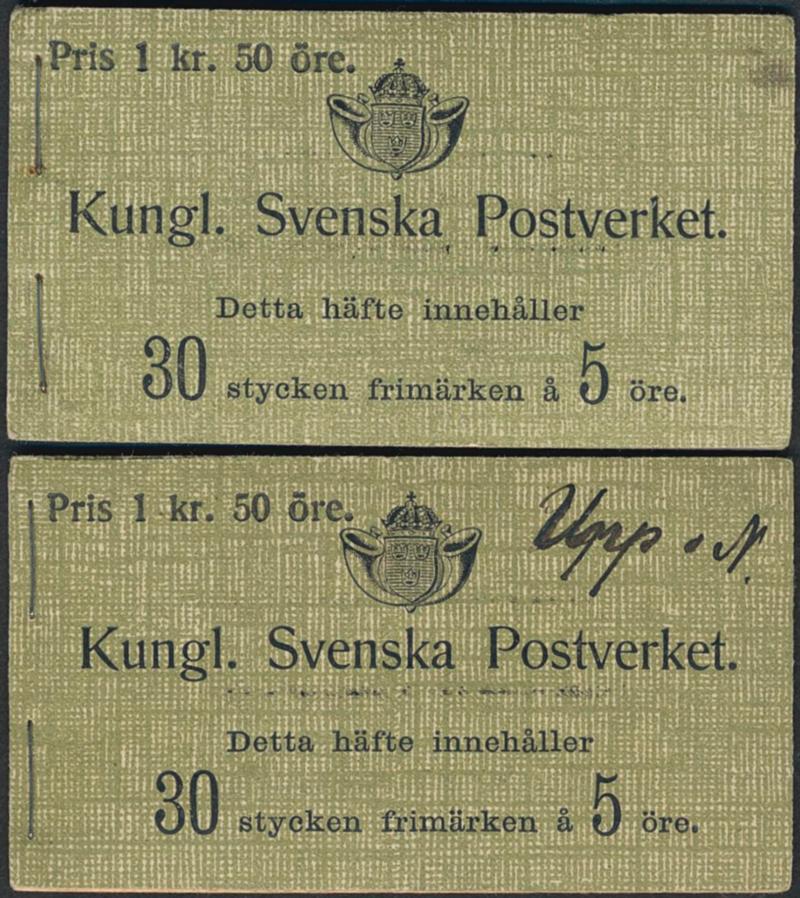 Pris 1 kr. 50 öre.
Kungl. Svenska Postverket.
Detta häfte innehåller
30 stycken frimärken å 5 öre.
Pris 1 kr. 50 öre.
Upp o N.
Kungl. Svenska Postverket.
Detta häfte innehåller
30 stycken frimärken å 5 öre.